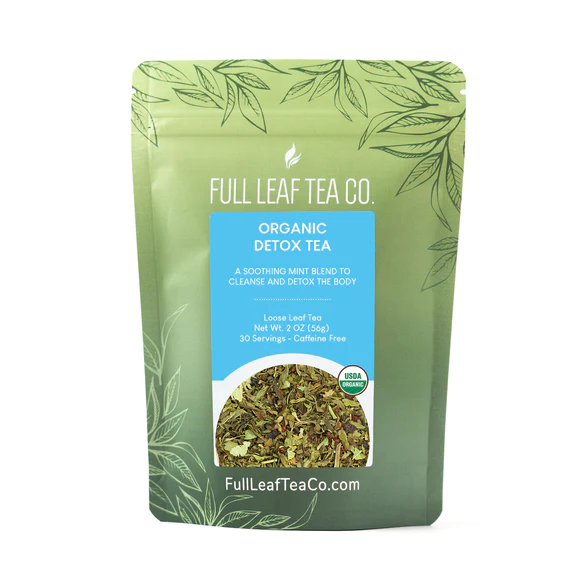 FULL LEAF TEA CO.
ORGANIC
DETOX TEA
A SOOTHING MINT BLEND TO
CLEANSE AND DETOX THE BODY
Loose Leaf Tea
Net Wt. 2 OZ (56g)
30 Servings - Caffeine Free
USDA
ORGANIC
FullLeafTeaCo.com